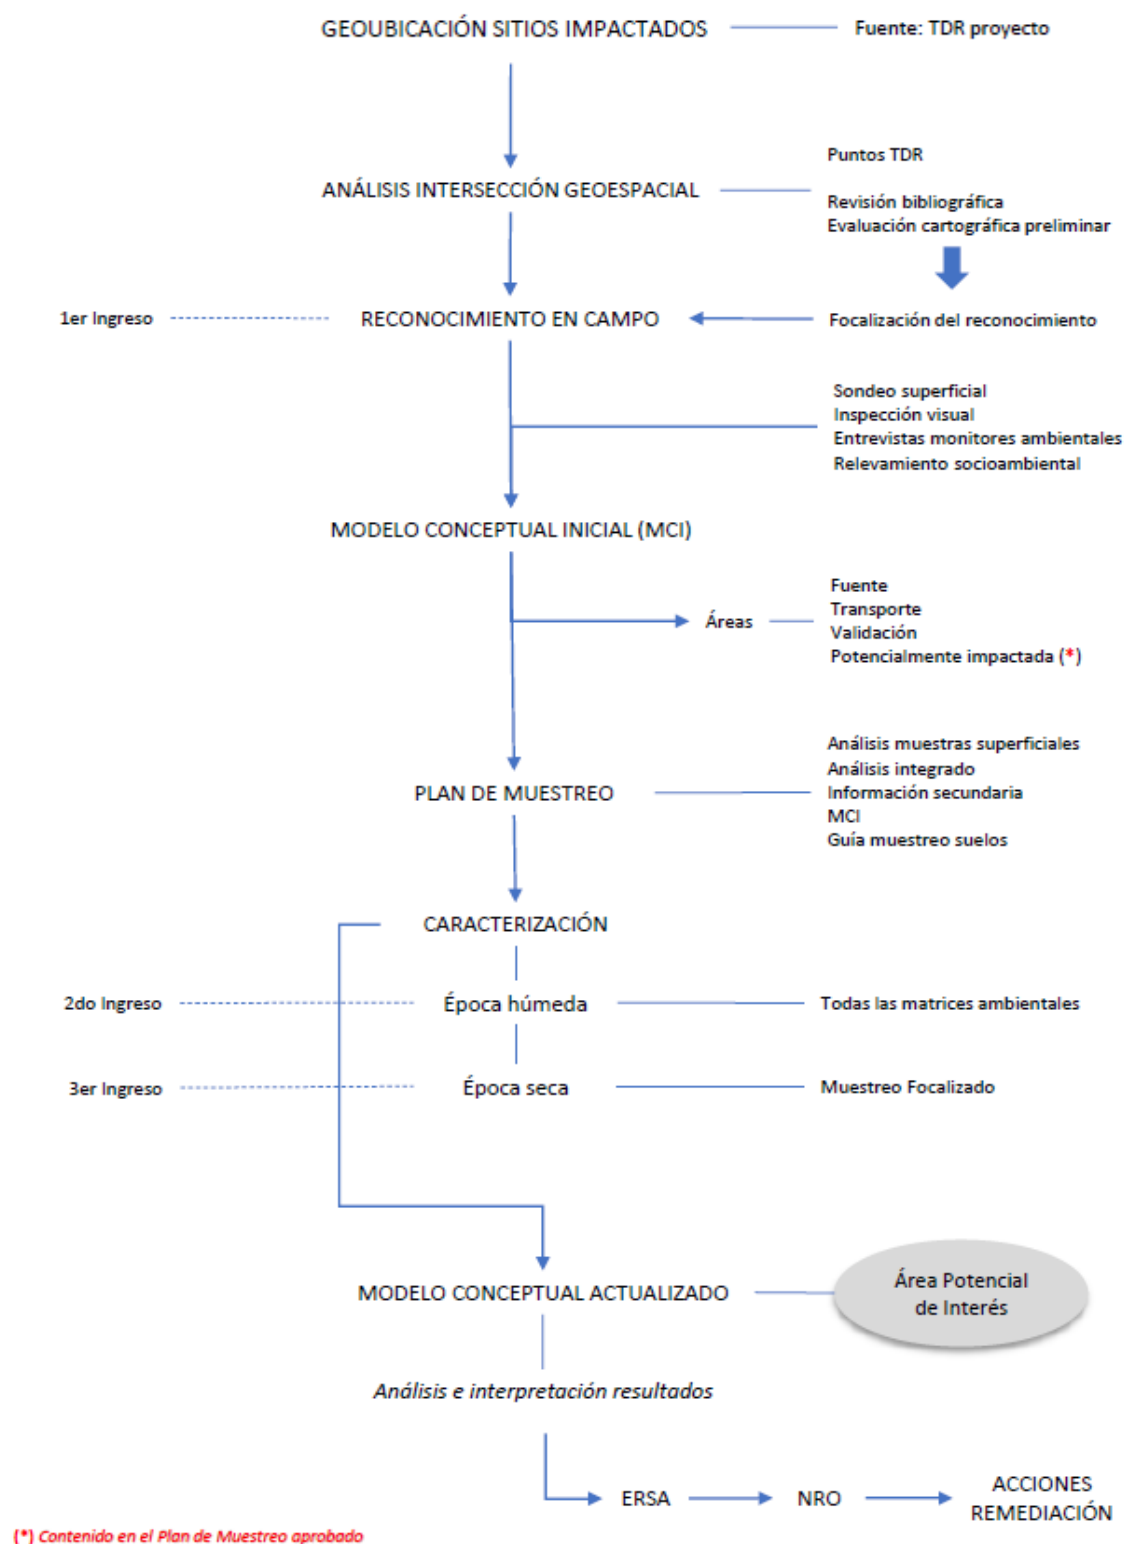 GEOUBICACIÓN SITIOS IMPACTADOS
Fuente: TDR proyecto
Puntos TDR
ANÁLISIS INTERSECCIÓN GEOESPACIAL
Revisión bibliográfica
Evaluación cartográfica preliminar
1er Ingreso
RECONOCIMIENTO EN CAMPO
Focalización del reconocimiento
Sondeo superficial
Inspección visual
Entrevistas monitores ambientales
Relevamiento socioambiental
MODELO CONCEPTUAL INICIAL (MCI)
Áreas
Fuente
Transporte
Validación
Potencialmente impactada (*)
PLAN DE MUESTREO
Análisis muestras superficiales
Análisis integrado
Información secundaria
MCI
Guía muestreo suelos
CARACTERIZACIÓN
2do Ingreso
Época húmeda
Todas las matrices ambientales
3er Ingreso
Época seca
Muestreo Focalizado
MODELO CONCEPTUAL ACTUALIZADO
Área Potencial
de Interés
Análisis e interpretación resultados
ERSA
NRO
ACCIONES
REMEDIACIÓN
(*) Contenido en el Plan de Muestreo aprobado